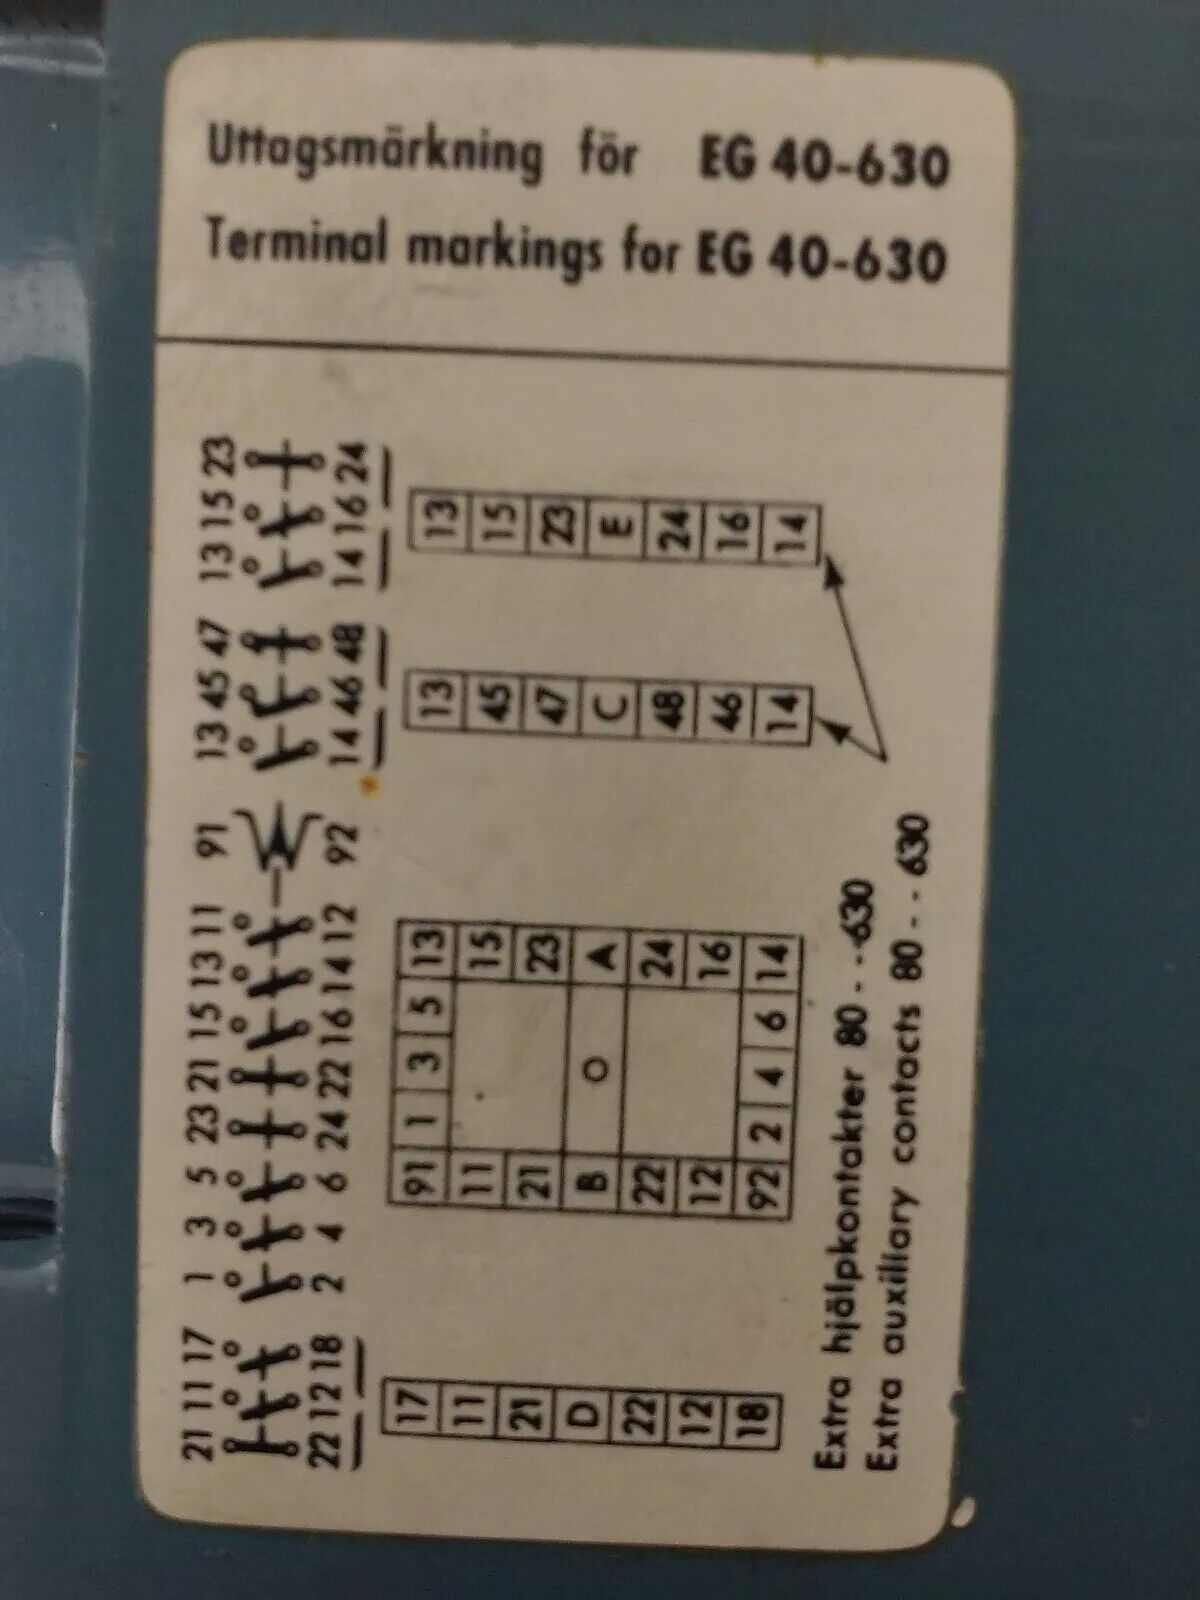 Uttagsmärkning för EG 40-630
Terminal markings for EG 40-630
21 11 17
22 12 18
1 3 5 23 21 15 13 11 91
2 4 6 24 22 16 14 12 92
13 45 47
14 46 48
13 15 23
14 16 24
17
11
21
D
22
12
18
91 1 3 5 13
11 15
21 23
B O A
22 24
12 16
92 2 4 6 14
13
45
47
C
48
46
14
13
15
23
E
24
16
14
Extra hjälpkontakter 80 - - 630
Extra auxiliary contacts 80 - - 630